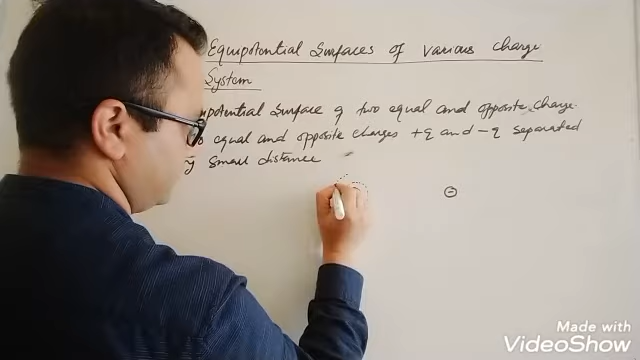 Equipotential Surfaces of various charge
System
potential surface of two equal and opposite charge.
equal and opposite charges +q and -q separated
small distance
⊖
Made with
VideoShow